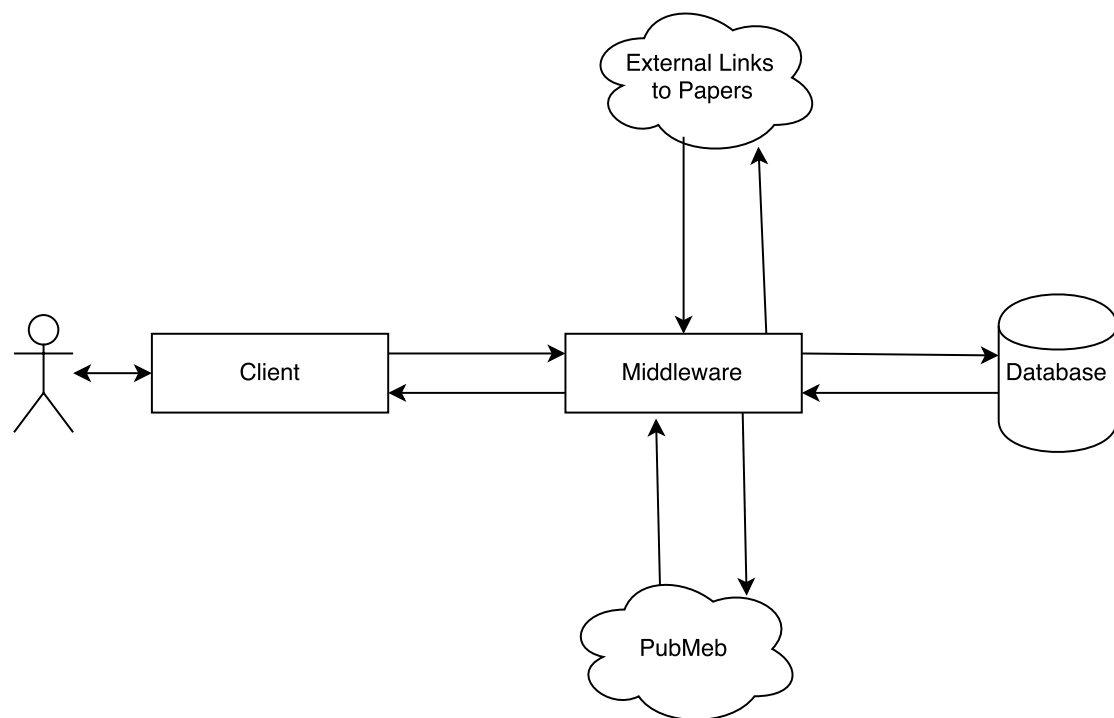 External Links
to Papers
Client
Middleware
Database
PubMeb